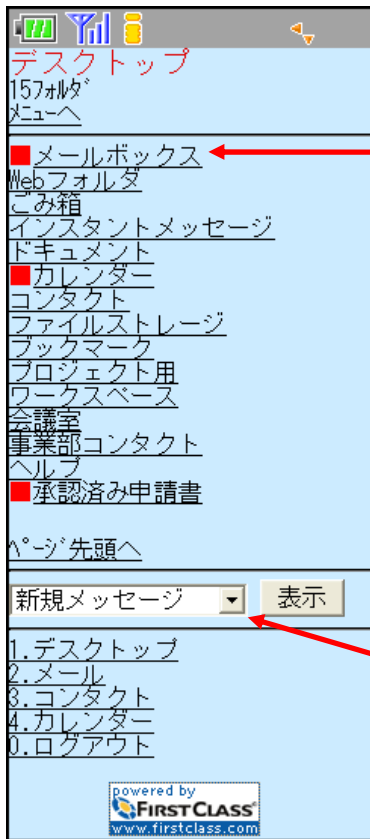 デスクトップ
15フォルダ
メニューへ
■メールボックス
Webフォルダ
ごみ箱
インスタントメッセージ
ドキュメント
■カレンダー
コンタクト
ファイルストレージ
ブックマーク
プロジェクト用
ワークスペース
会議室
事業部コンタクト
ヘルプ
■承認済み申請書
ページ先頭へ
新規メッセージ 表示
1.デスクトップ
2.メール
3.コンタクト
4.カレンダー
0.ログアウト
powered by
FIRSTCLASS
www.firstclass.com